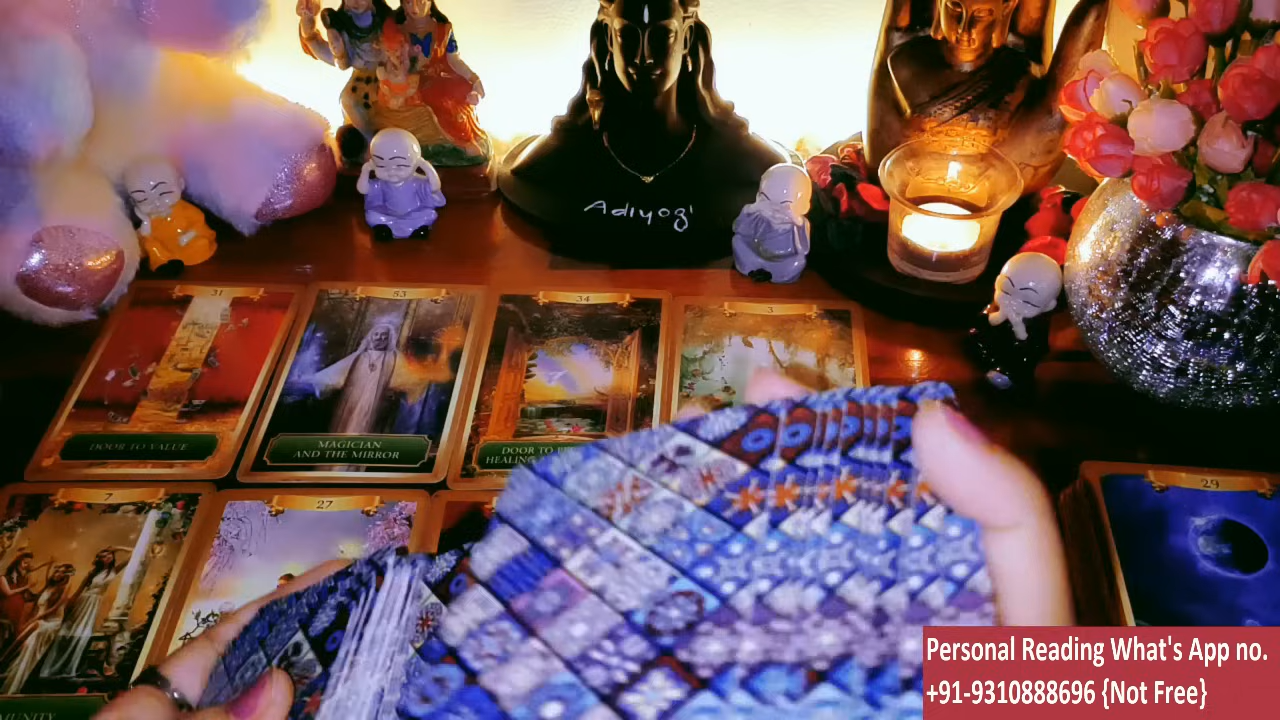 Adiyogi
31
53
34
3
DOOR TO VALUE
MAGICIAN
AND THE MIRROR
DOOR TO
HEALING
7
27
29
Personal Reading What's App no.
+91-9310888696 {Not Free}